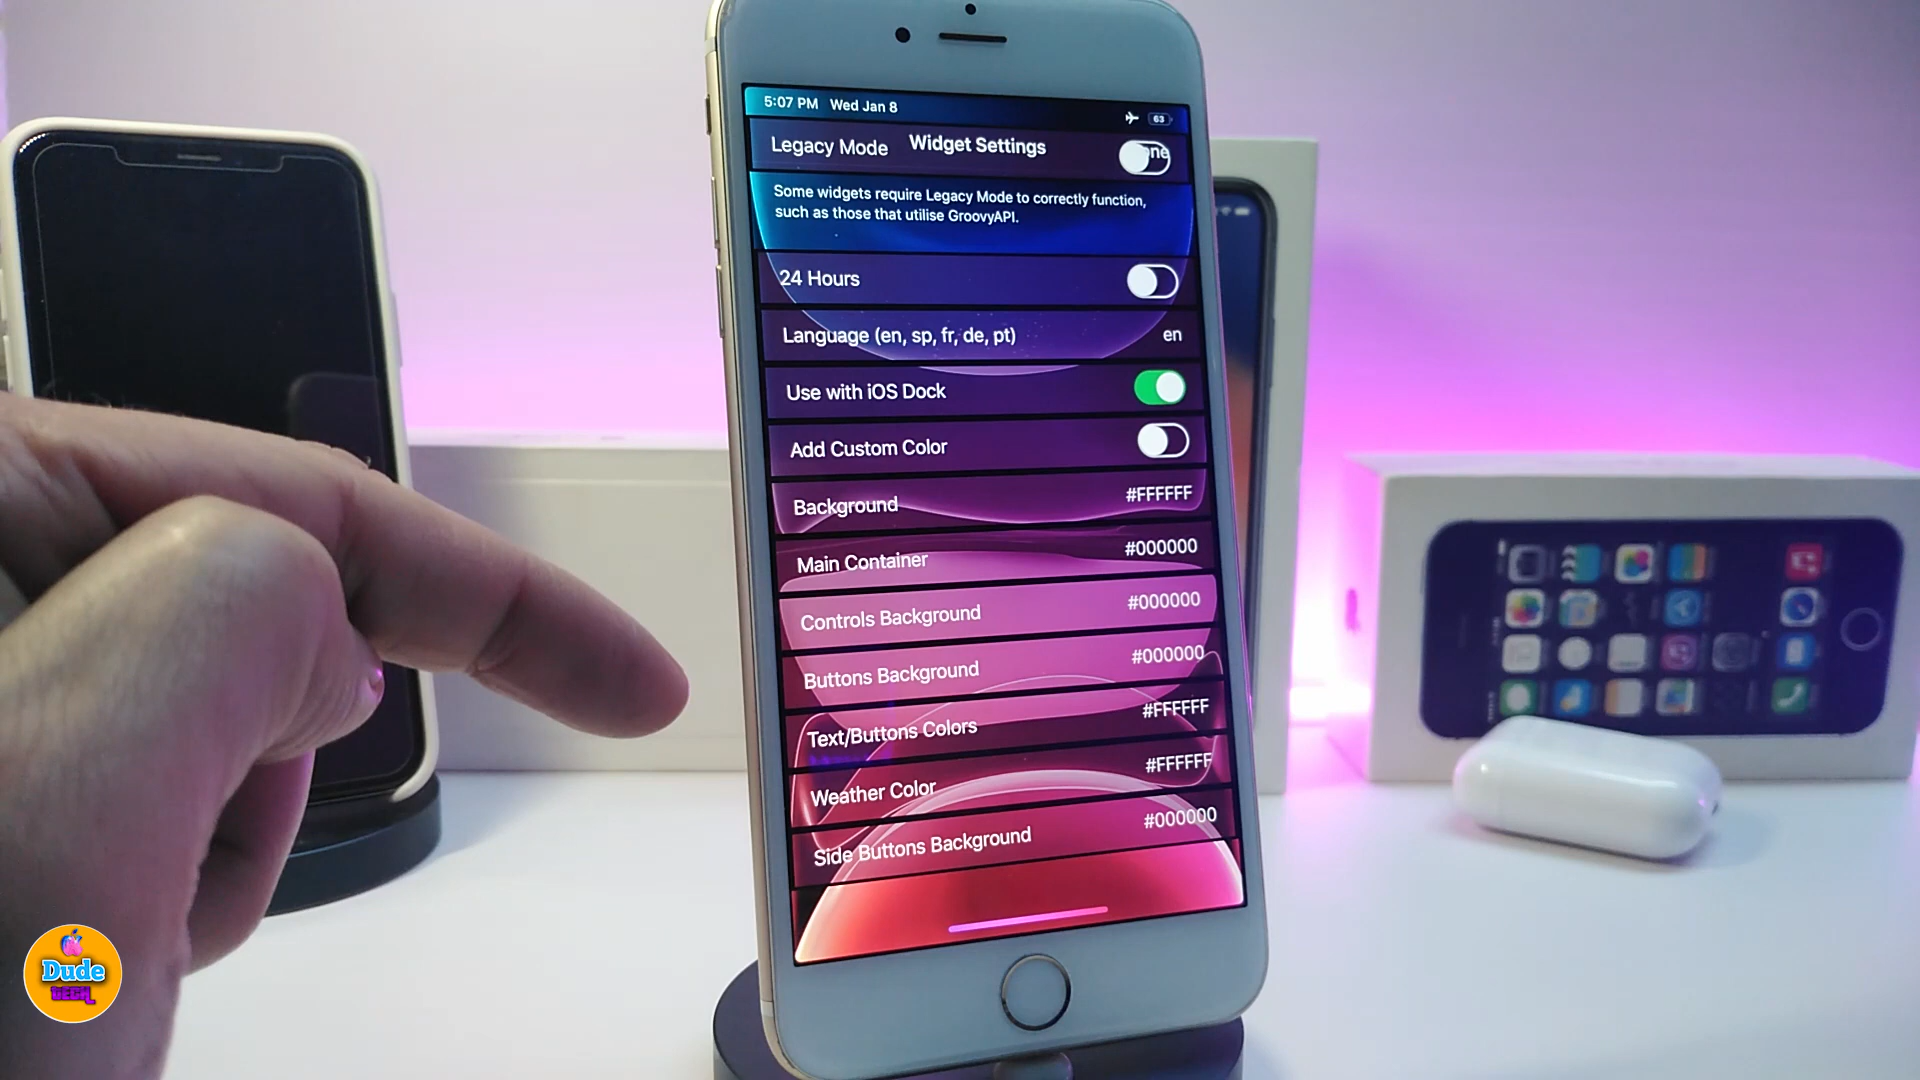 5:07 PM Wed Jan 8
63
Legacy Mode Widget Settings
Some widgets require Legacy Mode to correctly function,
such as those that utilise GroovyAPI.
24 Hours
Language (en, sp, fr, de, pt) en
Use with iOS Dock
Add Custom Color
Background #FFFFFF
Main Container #000000
Controls Background #000000
Buttons Background #000000
Text/Buttons Colors #FFFFFF
Weather Color #FFFFFF
Side Buttons Background #000000
Dude
TECH